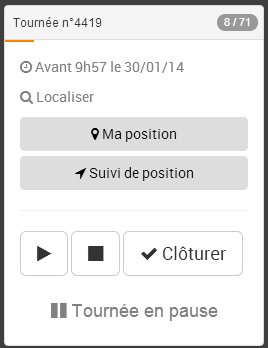 Tournée n°4419
8 / 71
Avant 9h57 le 30/01/14
Localiser
Ma position
Suivi de position
Clôturer
Tournée en pause